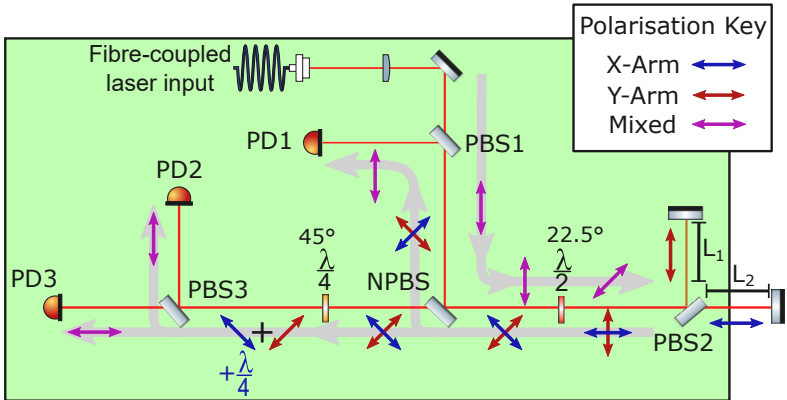 Polarisation Key
X-Arm
Y-Arm
Mixed
Fibre-coupled
laser input
PD1
PBS1
PD2
45°
λ
4
22.5°
λ
2
L1
L2
PD3
PBS3
NPBS
PBS2
+
+λ
4